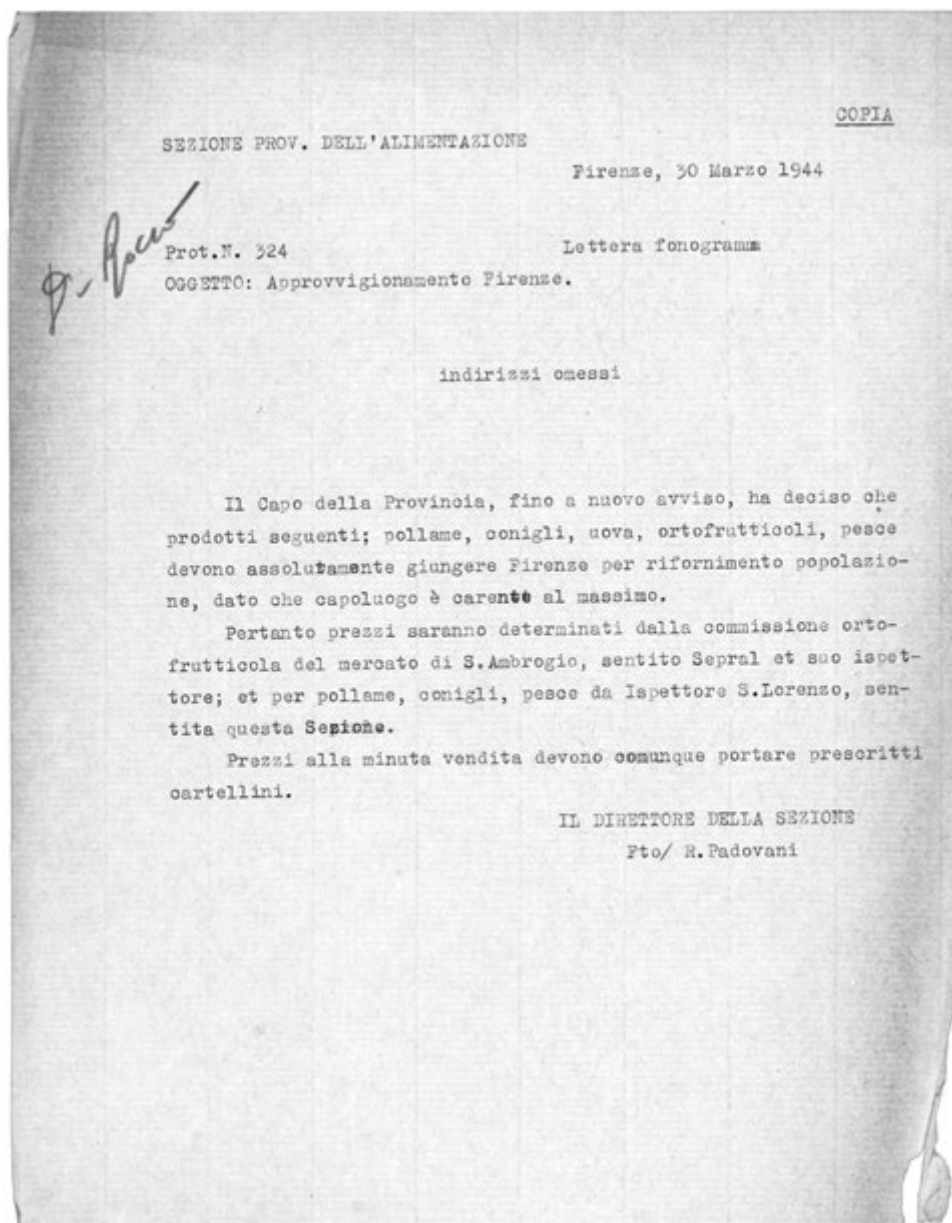 COPIA
SEZIONE PROV. DELL'ALIMENTAZIONE
Firenze, 30 Marzo 1944
Prot.N. 324 Lettera fonogramma
OGGETTO: Approvvigionamento Firenze.
indirizzi omessi
Il Capo della Provincia, fino a nuovo avviso, ha deciso che
prodotti seguenti; pollame, conigli, uova, ortofrutticoli, pesce
devono assolutamente giungere Firenze per rifornimento popolazio-
ne, dato che capoluogo è carente al massimo.
Pertanto prezzi saranno determinati dalla commissione orto-
frutticola del mercato di S.Ambrogio, sentito Sepral et suo ispet-
tore; et per pollame, conigli, pesce da Ispettore S.Lorenzo, sen-
tita questa Sezione.
Prezzi alla minuta vendita devono comunque portare prescritti
cartellini.
IL DIRETTORE DELLA SEZIONE
Fto/ R.Padovani